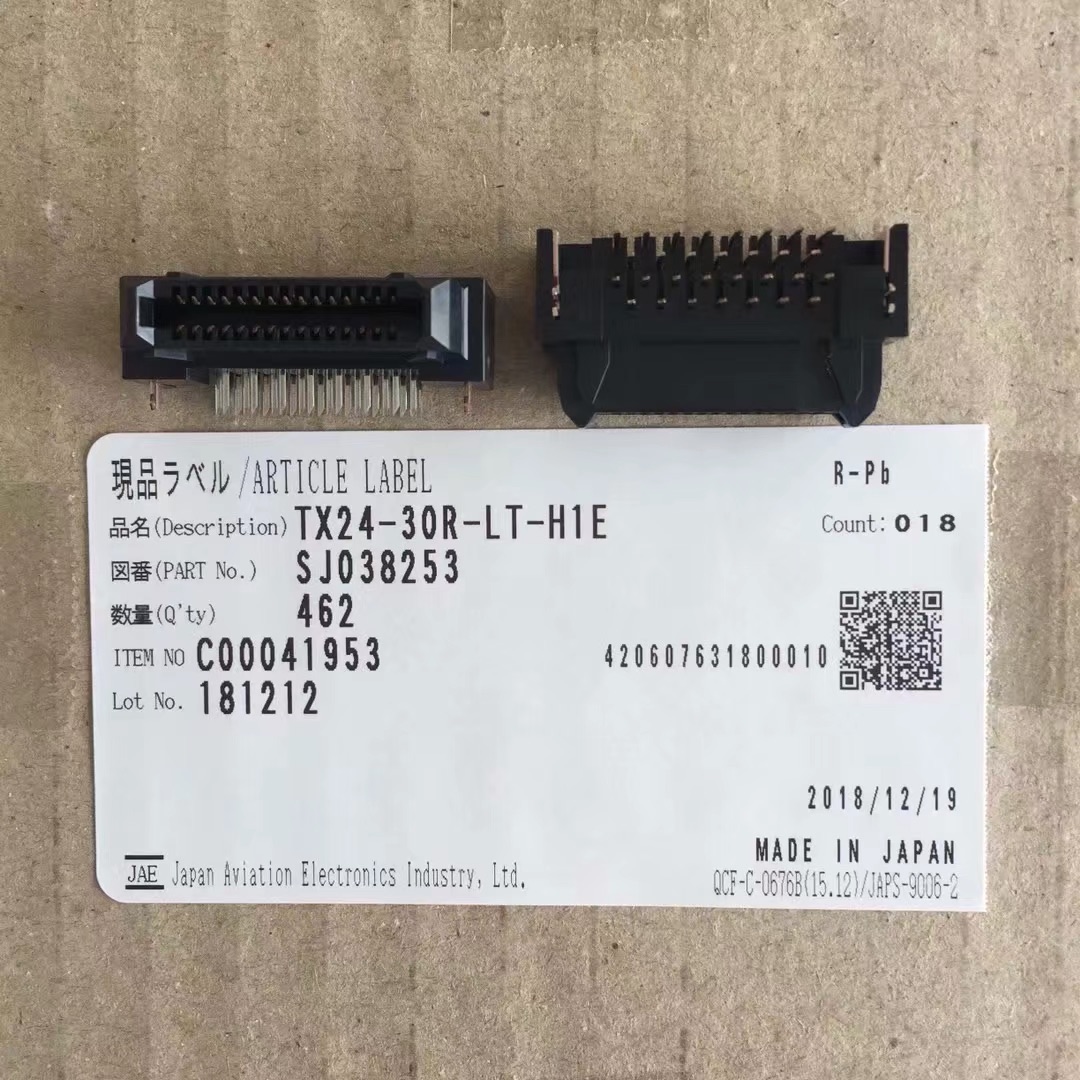 現品ラベル/ARTICLE LABEL
R-Pb
品名(Description) TX24-30R-LT-H1E
Count: 018
図番(PART No.) SJ038253
数量(Q'ty) 462
ITEM NO C00041953
420607631800010
Lot No. 181212
2018/12/19
MADE IN JAPAN
JAE Japan Aviation Electronics Industry, Ltd.
QCF-C-0676B(15.12)/JAPS-9006-2